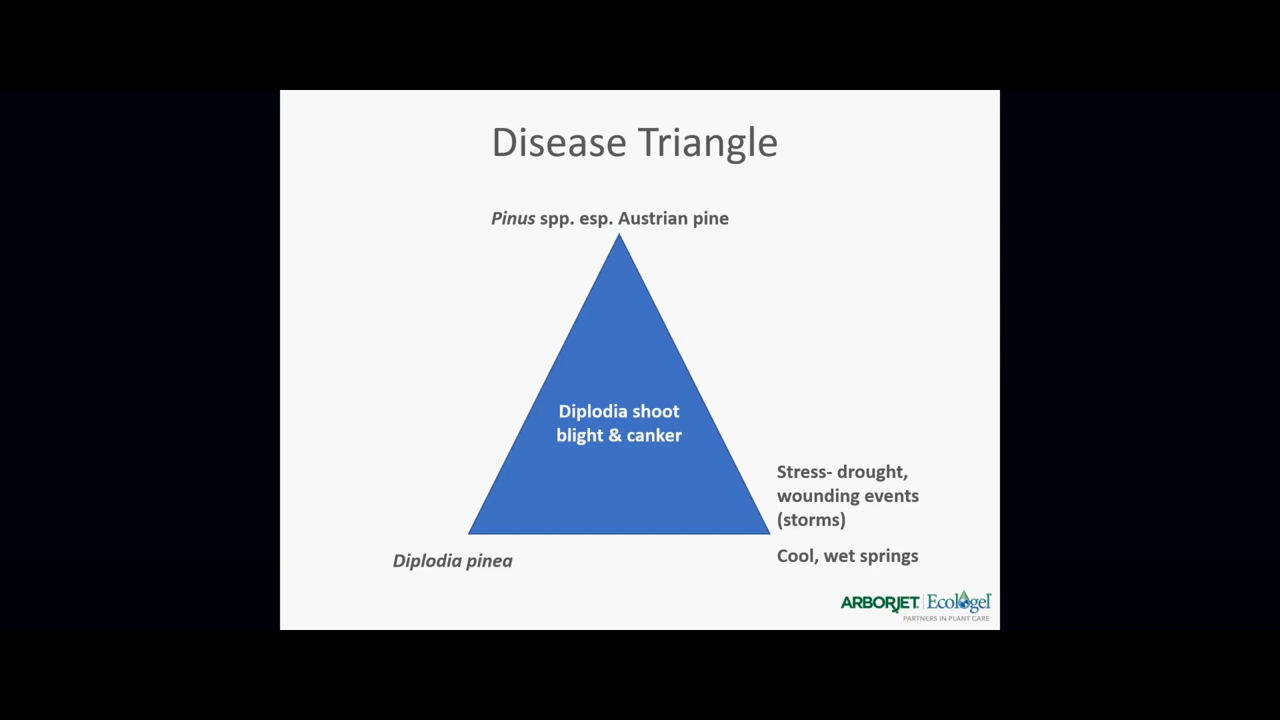 Disease Triangle
Pinus spp. esp. Austrian pine
Diplodia shoot
blight & canker
Stress- drought,
wounding events
(storms)
Cool, wet springs
Diplodia pinea
ARBORJET Ecologel
PARTNERS IN PLANT CARE